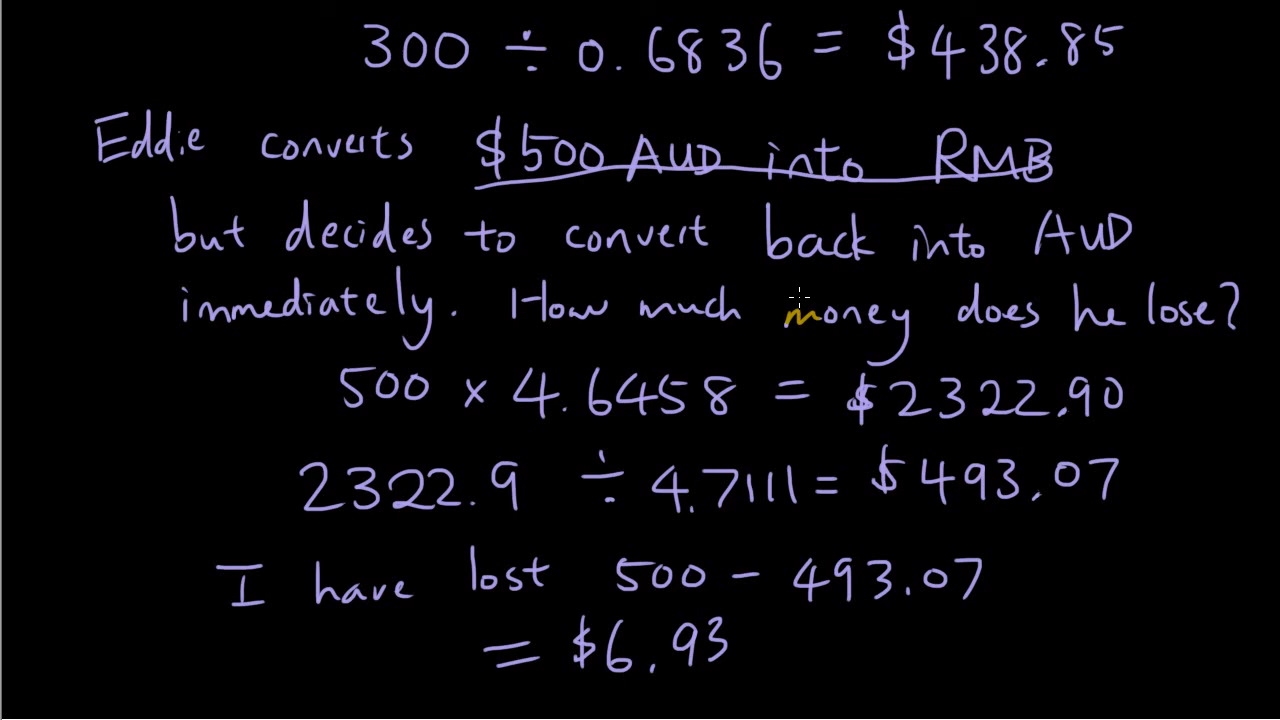 300 ÷ 0.6836 = $438.85
Eddie converts $500 AUD into RMB
but decides to convert back into AUD
immediately. How much money does he lose?
500 × 4.6458 = $2322.90
2322.9 ÷ 4.7111 = $493.07
I have lost 500 - 493.07
= $6.93